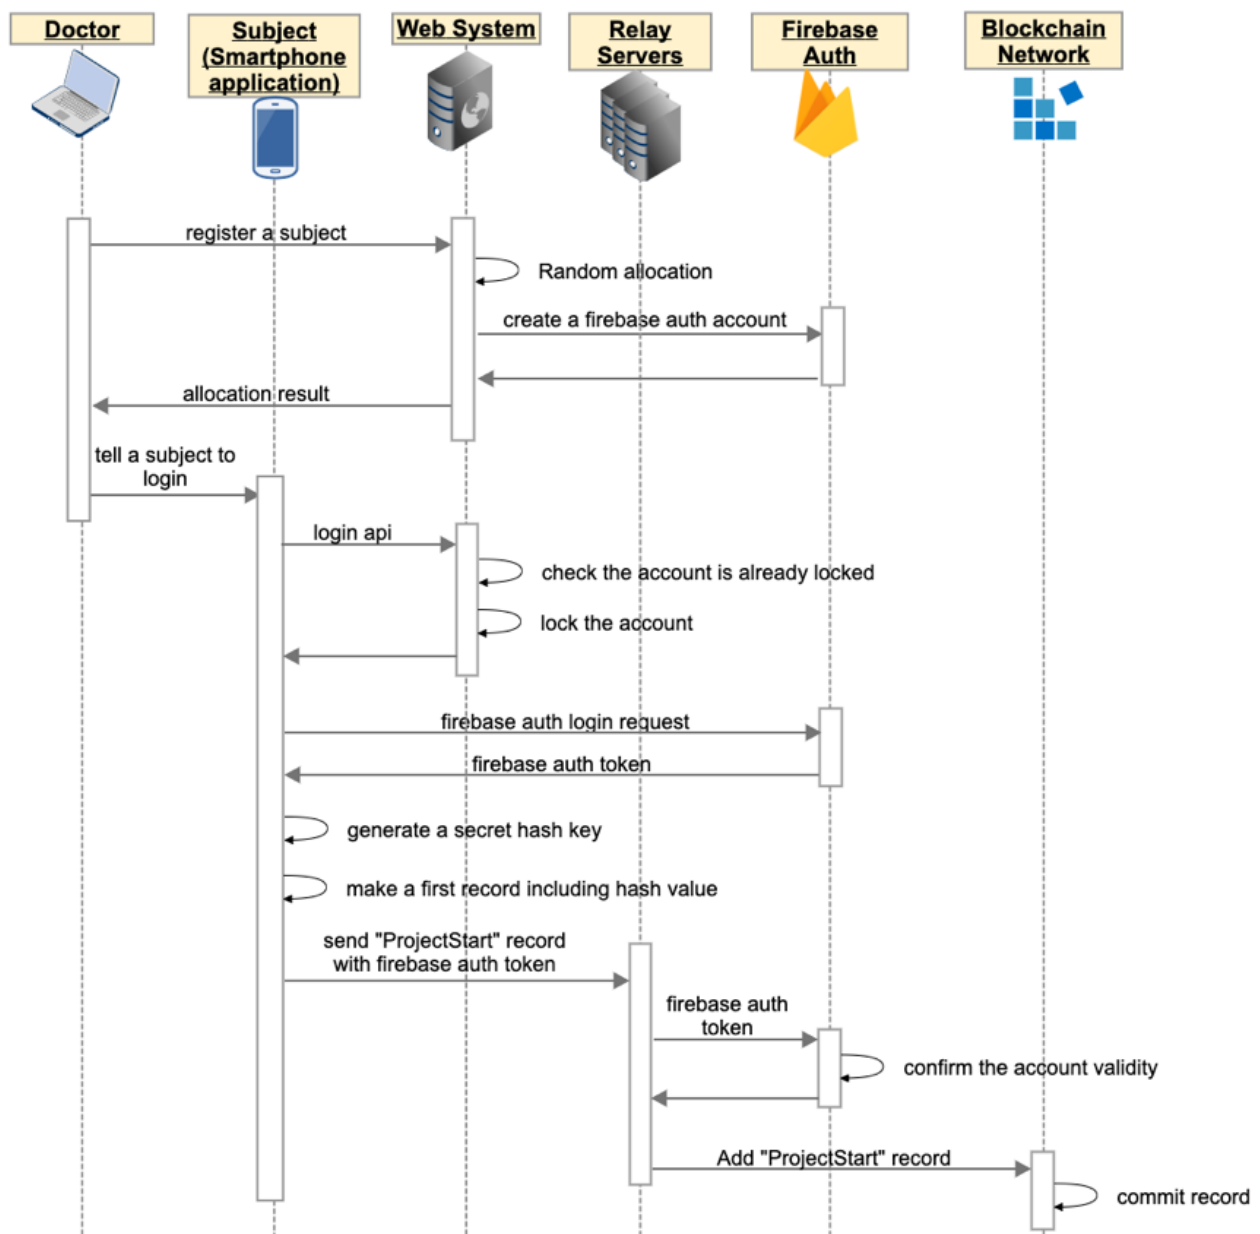 Doctor
Subject
(Smartphone
application)
Web System
Relay
Servers
Firebase
Auth
Blockchain
Network
register a subject
Random allocation
create a firebase auth account
allocation result
tell a subject to
login
login api
check the account is already locked
lock the account
firebase auth login request
firebase auth token
generate a secret hash key
make a first record including hash value
send "ProjectStart" record
with firebase auth token
firebase auth
token
confirm the account validity
Add "ProjectStart" record
commit record